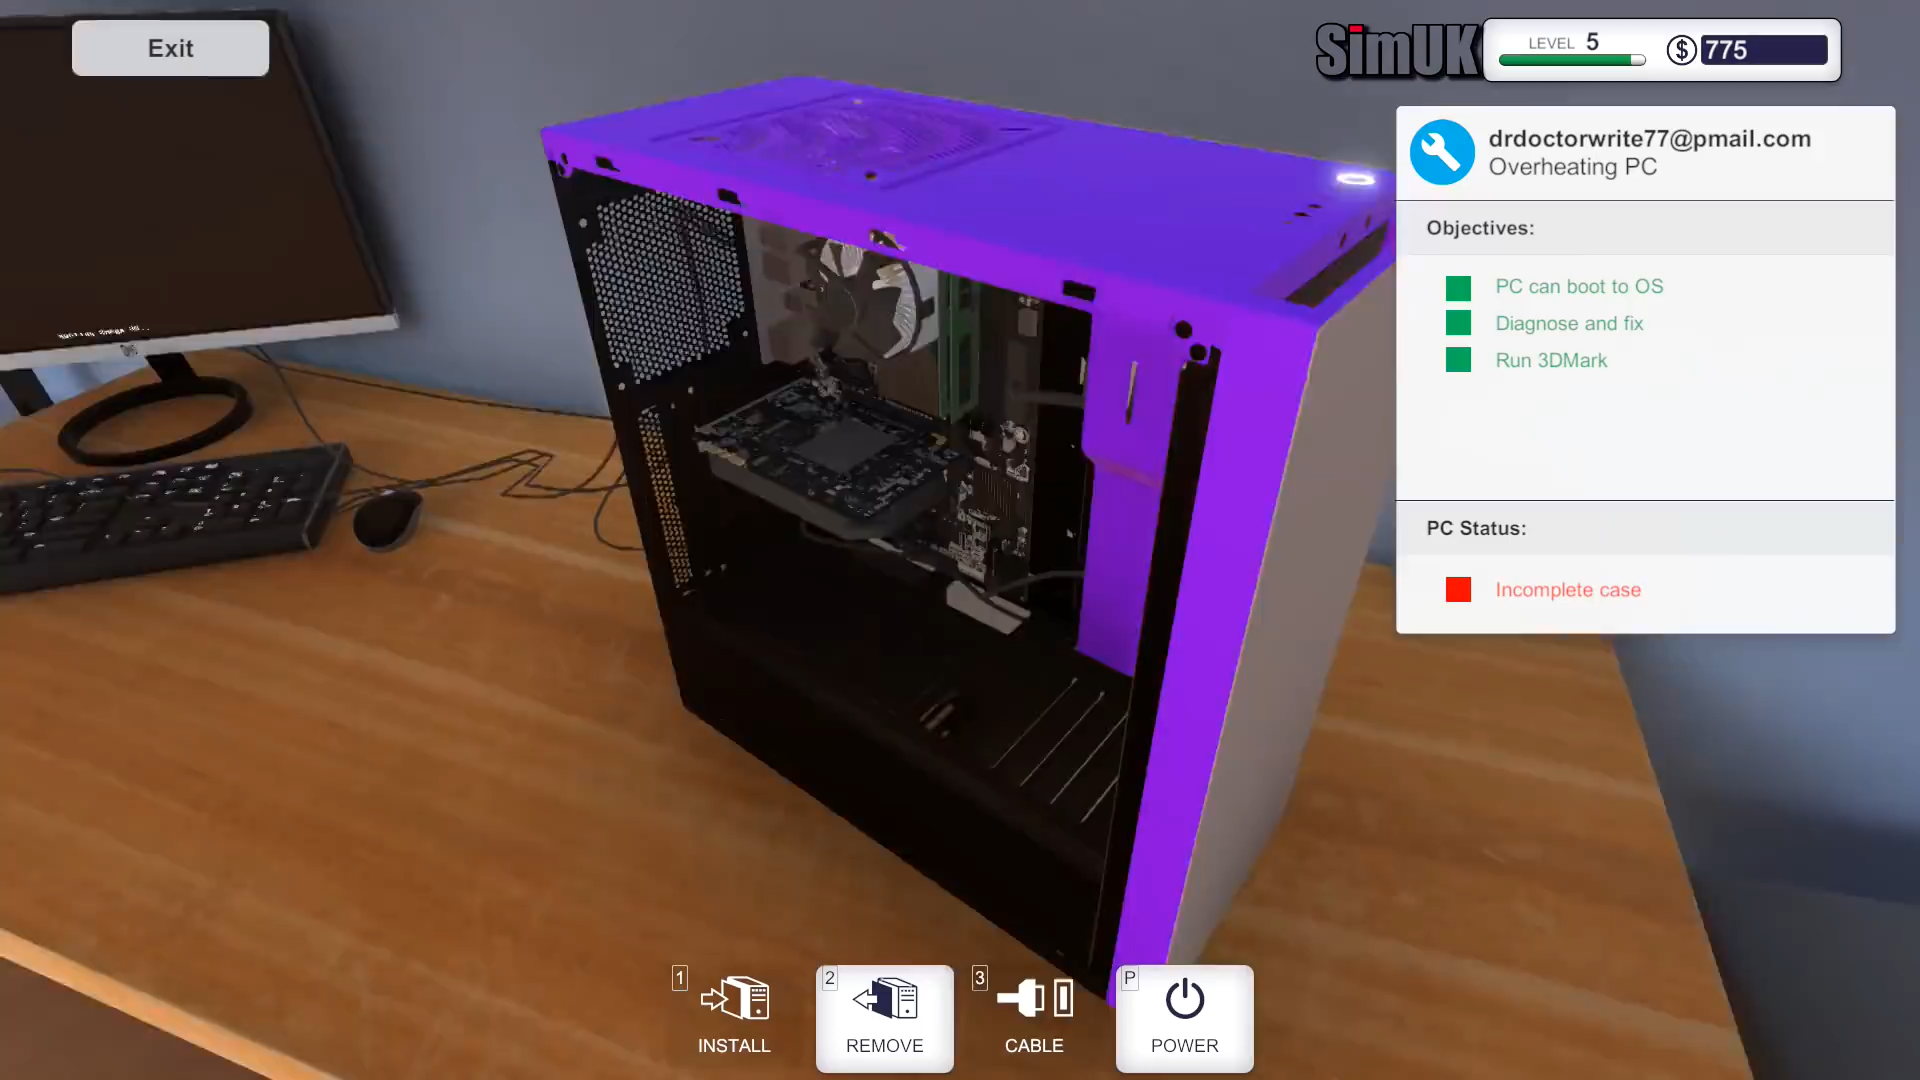 Exit
SimUK
LEVEL 5
$ 775
drdoctorwrite77@pmail.com
Overheating PC
Objectives:
PC can boot to OS
Diagnose and fix
Run 3DMark
PC Status:
Incomplete case
1
INSTALL
2
REMOVE
3
CABLE
P
POWER